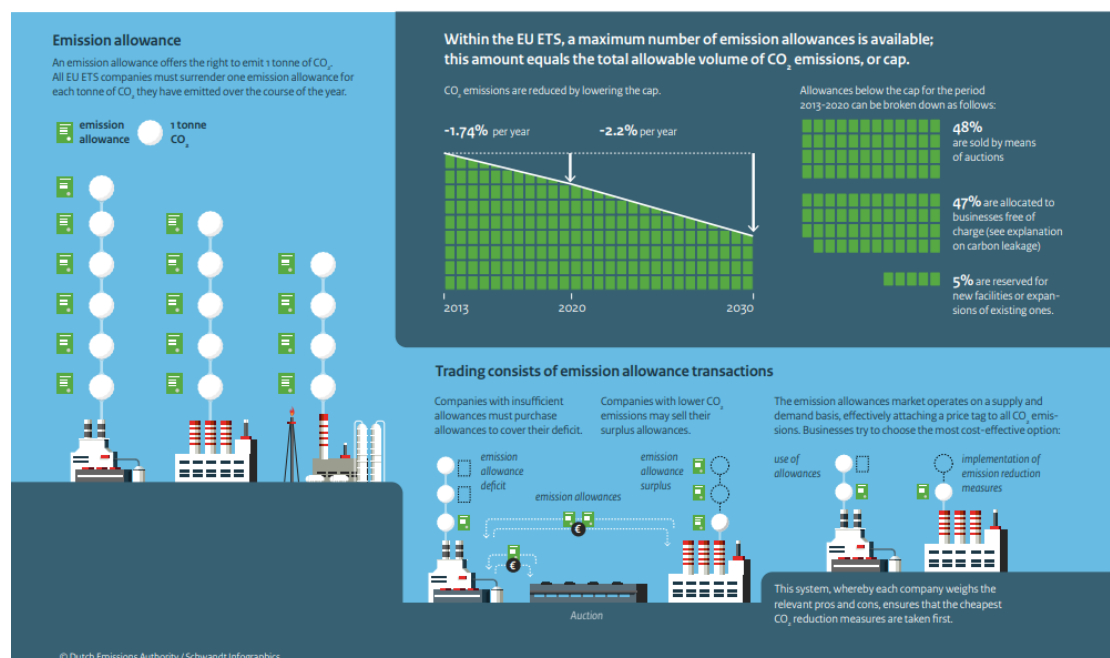 Emission allowance
An emission allowance offers the right to emit 1 tonne of CO₂.
All EU ETS companies must surrender one emission allowance for
each tonne of CO₂ they have emitted over the course of the year.
emission
allowance
1 tonne
CO₂
Within the EU ETS, a maximum number of emission allowances is available;
this amount equals the total allowable volume of CO₂ emissions, or cap.
CO₂ emissions are reduced by lowering the cap.
-1.74% per year
-2.2% per year
2013
2020
2030
Allowances below the cap for the period
2013-2020 can be broken down as follows:
48%
are sold by means
of auctions
47% are allocated to
businesses free of
charge (see explanation
on carbon leakage)
5% are reserved for
new facilities or expan-
sions of existing ones.
Trading consists of emission allowance transactions
Companies with insufficient
allowances must purchase
allowances to cover their deficit.
emission
allowance
deficit
Companies with lower CO₂
emissions may sell their
surplus allowances.
emission
allowance
surplus
emission allowances
€
€
Auction
The emission allowances market operates on a supply and
demand basis, effectively attaching a price tag to all CO₂ emis-
sions. Businesses try to choose the most cost-effective option:
use of
allowances
implementation of
emission reduction
measures
This system, whereby each company weighs the
relevant pros and cons, ensures that the cheapest
CO₂ reduction measures are taken first.
© Dutch Emissions Authority / Schwandt Infographics